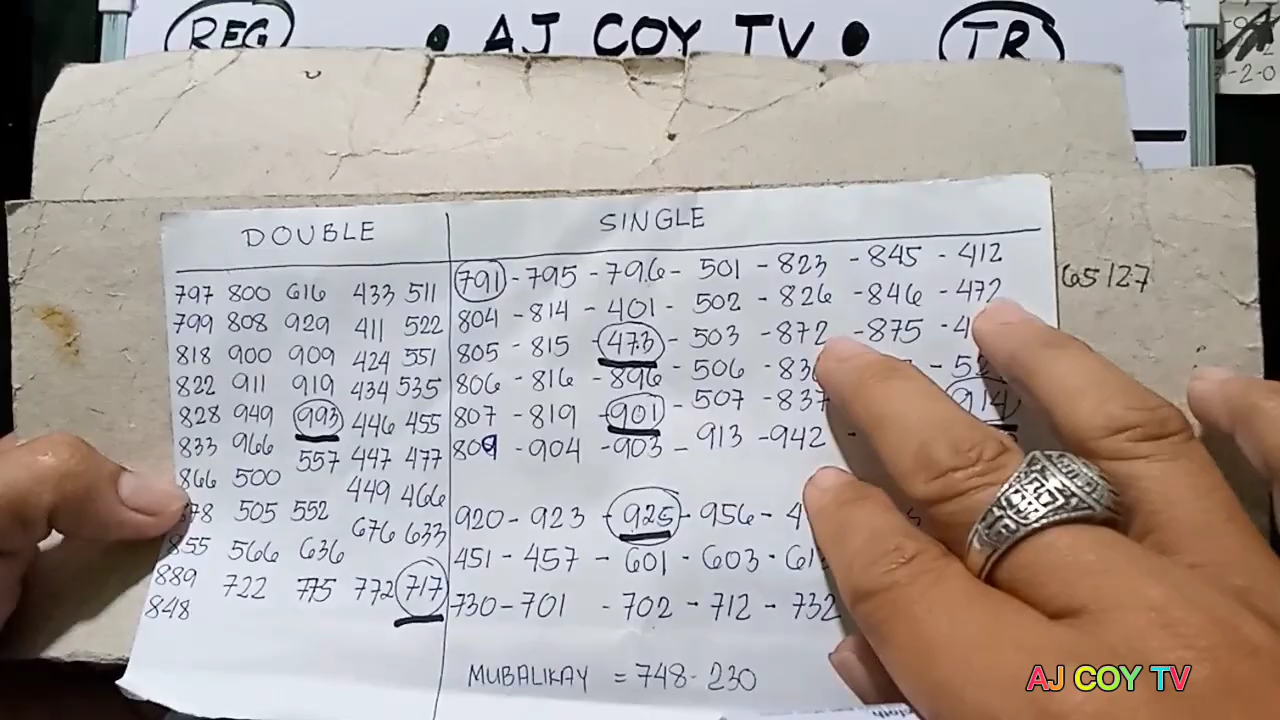 REG • AJ COY TV • TR
DOUBLE SINGLE
65127
797 800 616 433 511
799 808 929 411 522
818 900 909 424 551
822 911 919 434 535
828 949 993 446 455
833 966 557 447 477
866 500 449 466
878 505 552 676 633
855 566 636
889 722 775 772 717
848
791 - 795 - 796 - 501 - 823 - 845 - 412
804 - 814 - 401 - 502 - 826 - 846 - 472
805 - 815 - 473 - 503 - 872 - 875 -
806 - 816 - 896 - 506 -
807 - 819 - 901 - 507 - 837 914
809 - 904 - 903 - 913 - 942 -
920 - 923 - 925 - 956 -
451 - 457 - 601 - 603 -
730 - 701 - 702 - 712 - 732
MUBALIKAY = 748 - 230
AJ COY TV